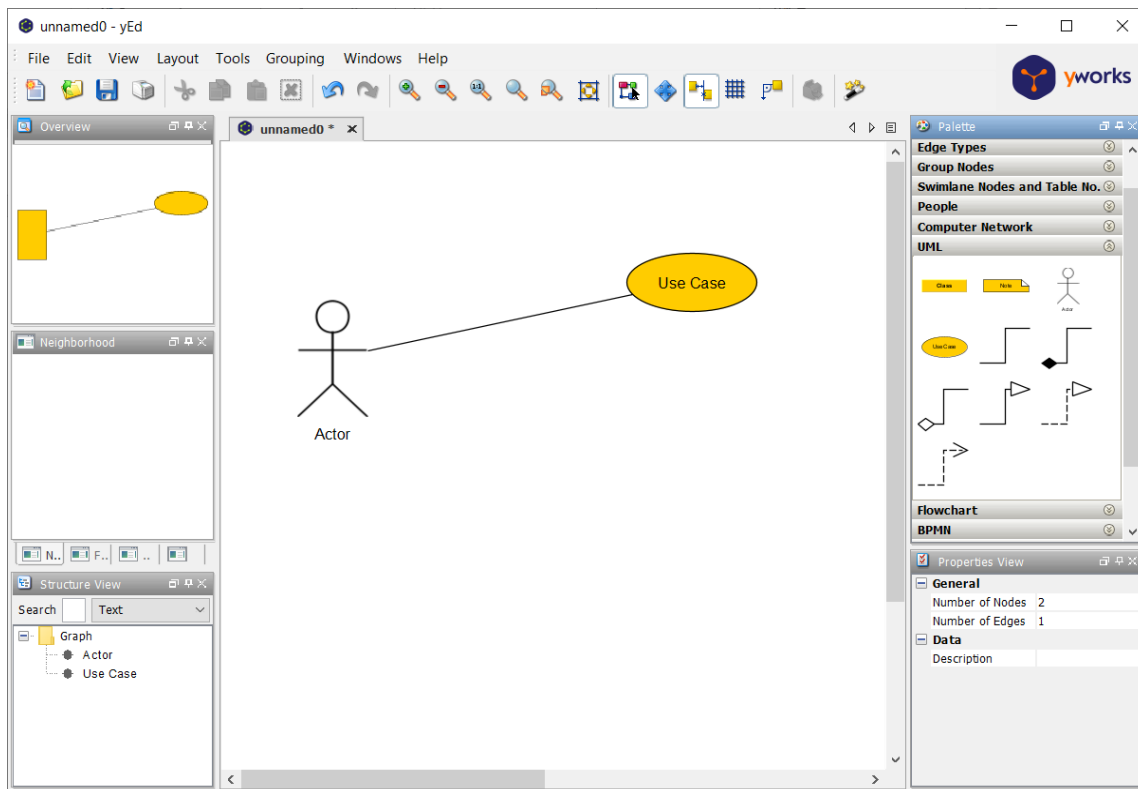 unnamed0 - yEd
File Edit View Layout Tools Grouping Windows Help
1:1
yworks
Overview
unnamed0 * x
Palette
Edge Types
Group Nodes
Swimlane Nodes and Table No.
People
Computer Network
UML
Class
Note
Actor
Use Case
Use Case
Actor
Neighborhood
N.. F.. ..
Flowchart
BPMN
Structure View
Search Text
Graph
Actor
Use Case
Properties View
General
Number of Nodes 2
Number of Edges 1
Data
Description